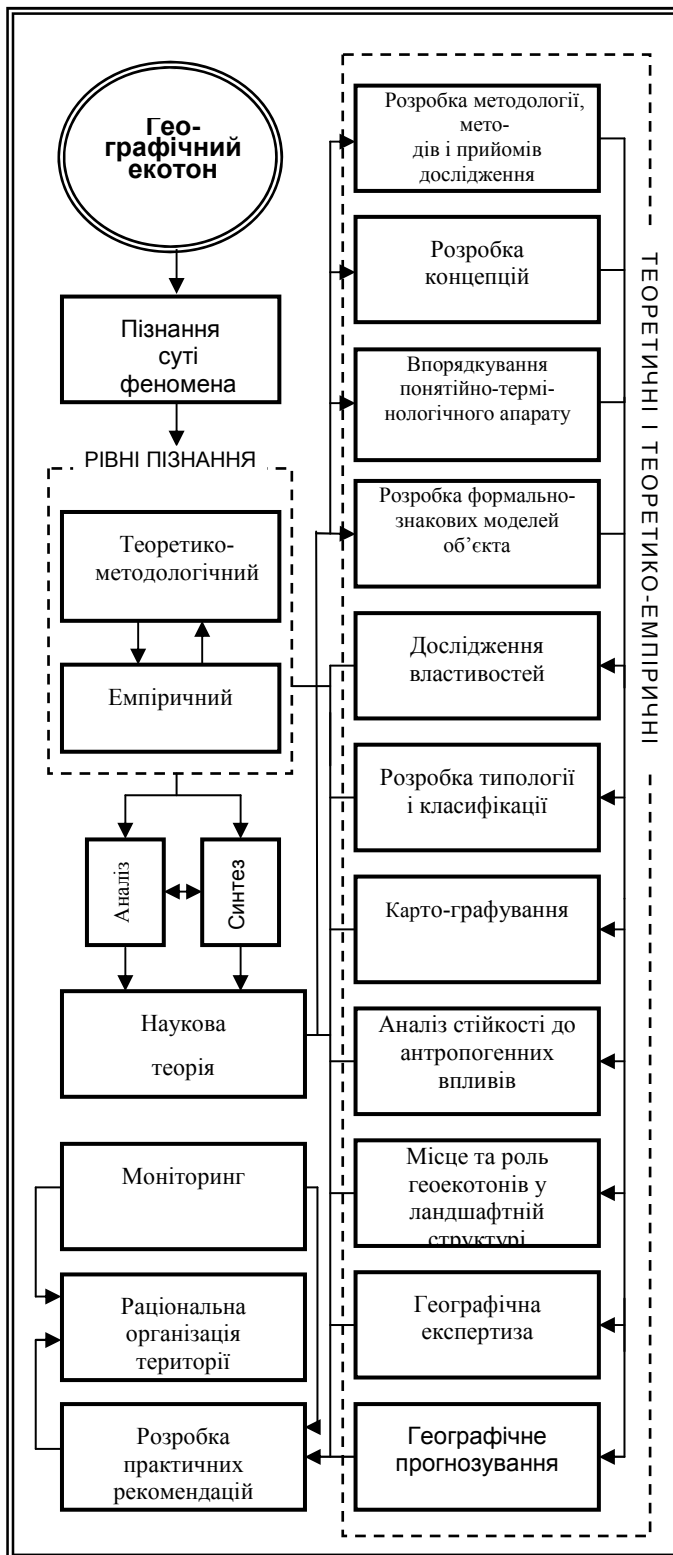 Гео-
графічний
екотон
Пізнання
суті
феномена
РІВНІ ПІЗНАННЯ
Теоретико-
методологічний
Емпіричний
Аналіз
Синтез
Наукова
теорія
Моніторинг
Раціональна
організація
території
Розробка
практичних
рекомендацій
Розробка методології,
мето-
дів і прийомів
дослідження
Розробка
концепцій
Впорядкування
понятійно-термі-
нологічного апарату
Розробка формально-
знакових моделей
об’єкта
Дослідження
властивостей
Розробка типології
і класифікації
Карто-графування
Аналіз стійкості до
антропогенних
впливів
Місце та роль
геоекотонів у
ландшафтній
структурі
Географічна
експертиза
Географічне
прогнозування
ТЕОРЕТИЧНІ І ТЕОРЕТИКО-ЕМПІРИЧНІ